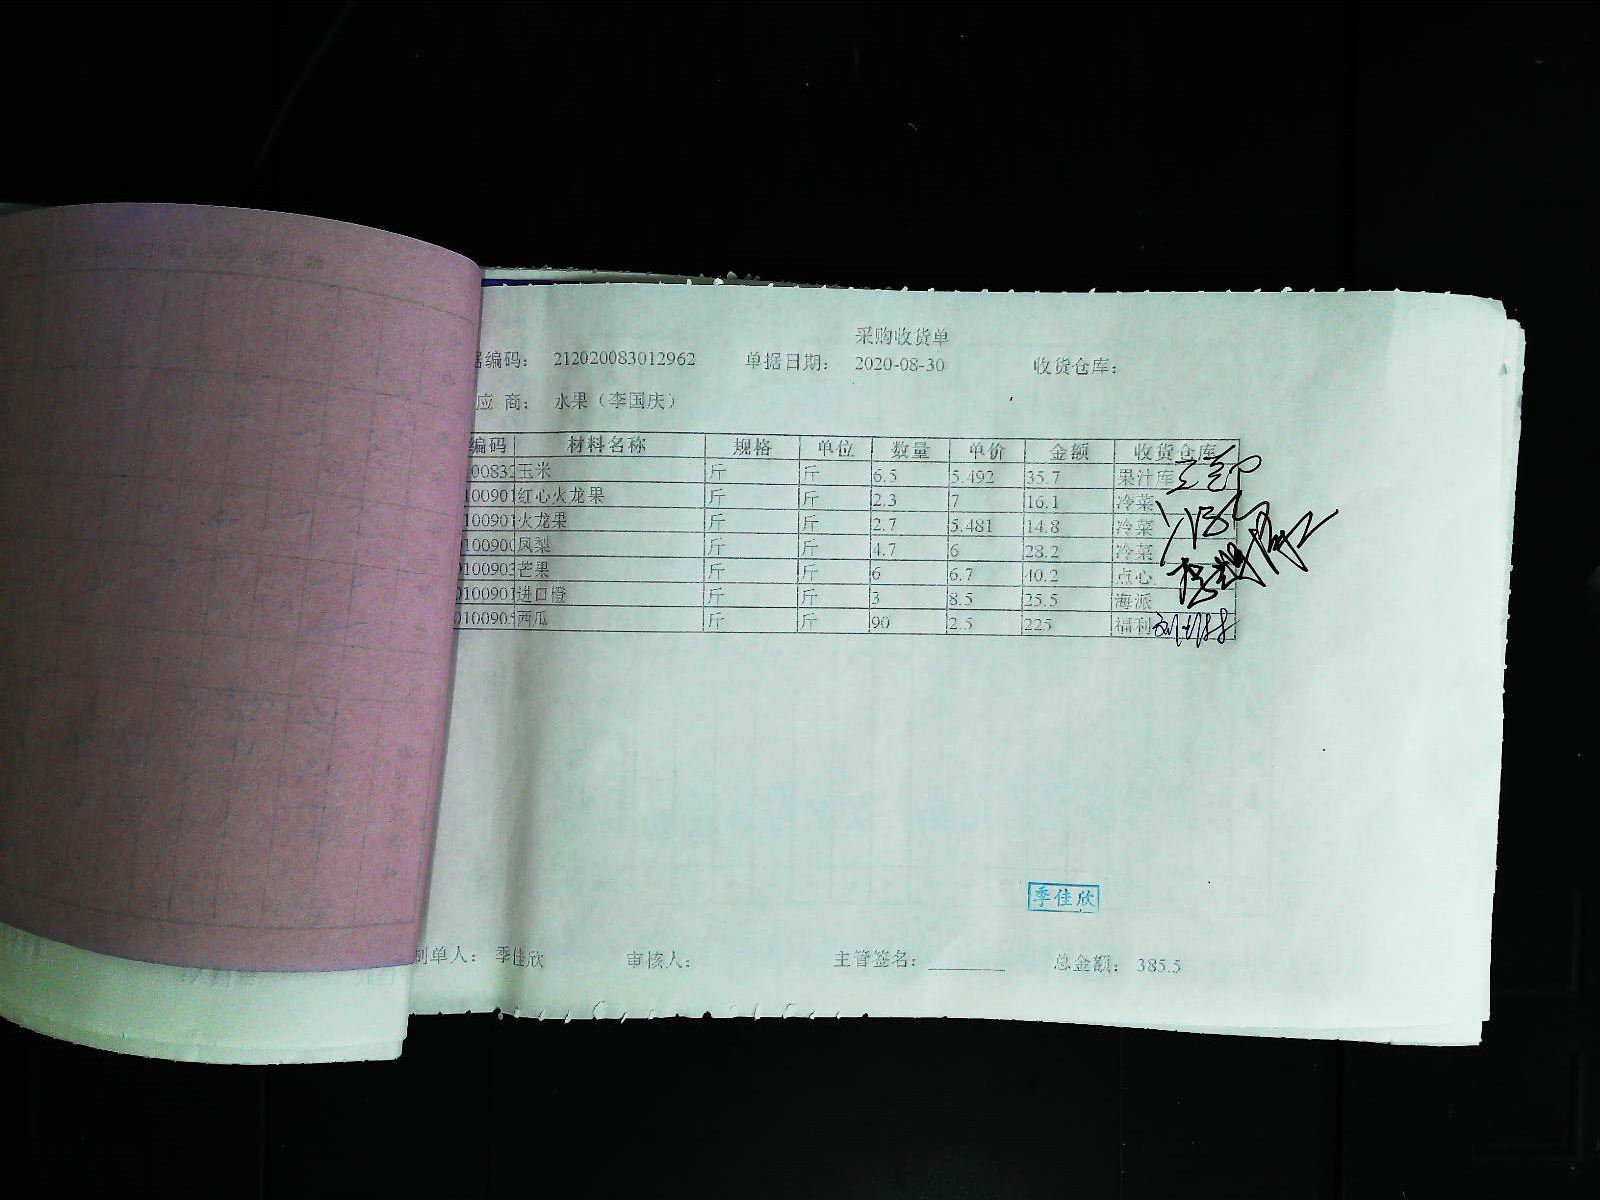 采购收货单
据编码： 212020083012962 单据日期： 2020-08-30 收货仓库：
应 商： 水果（李国庆）
编码 材料名称 规格 单位 数量 单价 金额 收货仓库
00832 玉米 斤 斤 6.5 5.492 35.7 果汁库
100901 红心火龙果 斤 斤 2.3 7 16.1 冷菜
100901 火龙果 斤 斤 2.7 5.481 14.8 冷菜
100900 凤梨 斤 斤 4.7 6 28.2 冷菜
0100903 芒果 斤 斤 6 6.7 40.2 点心
0100901 进口橙 斤 斤 3 8.5 25.5 海派
0100905 西瓜 斤 斤 90 2.5 225 福利
季佳欣
制单人： 季佳欣 审核人： 主管签名： 总金额： 385.5